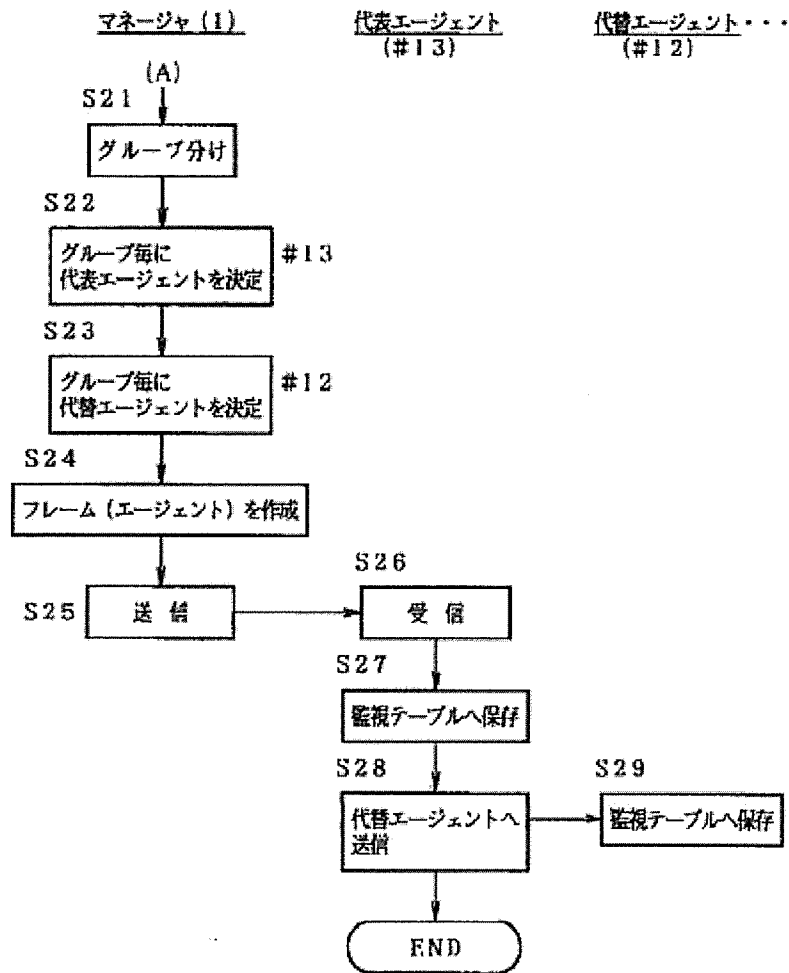 マネージャ(1)
代表エージェント
(#13)
代替エージェント・・・
(#12)
(A)
S21
グループ分け
S22
グループ毎に
代表エージェントを決定
#13
S23
グループ毎に
代替エージェントを決定
#12
S24
フレーム(エージェント)を作成
S25
送信
S26
受信
S27
監視テーブルへ保存
S28
代替エージェントへ
送信
S29
監視テーブルへ保存
END